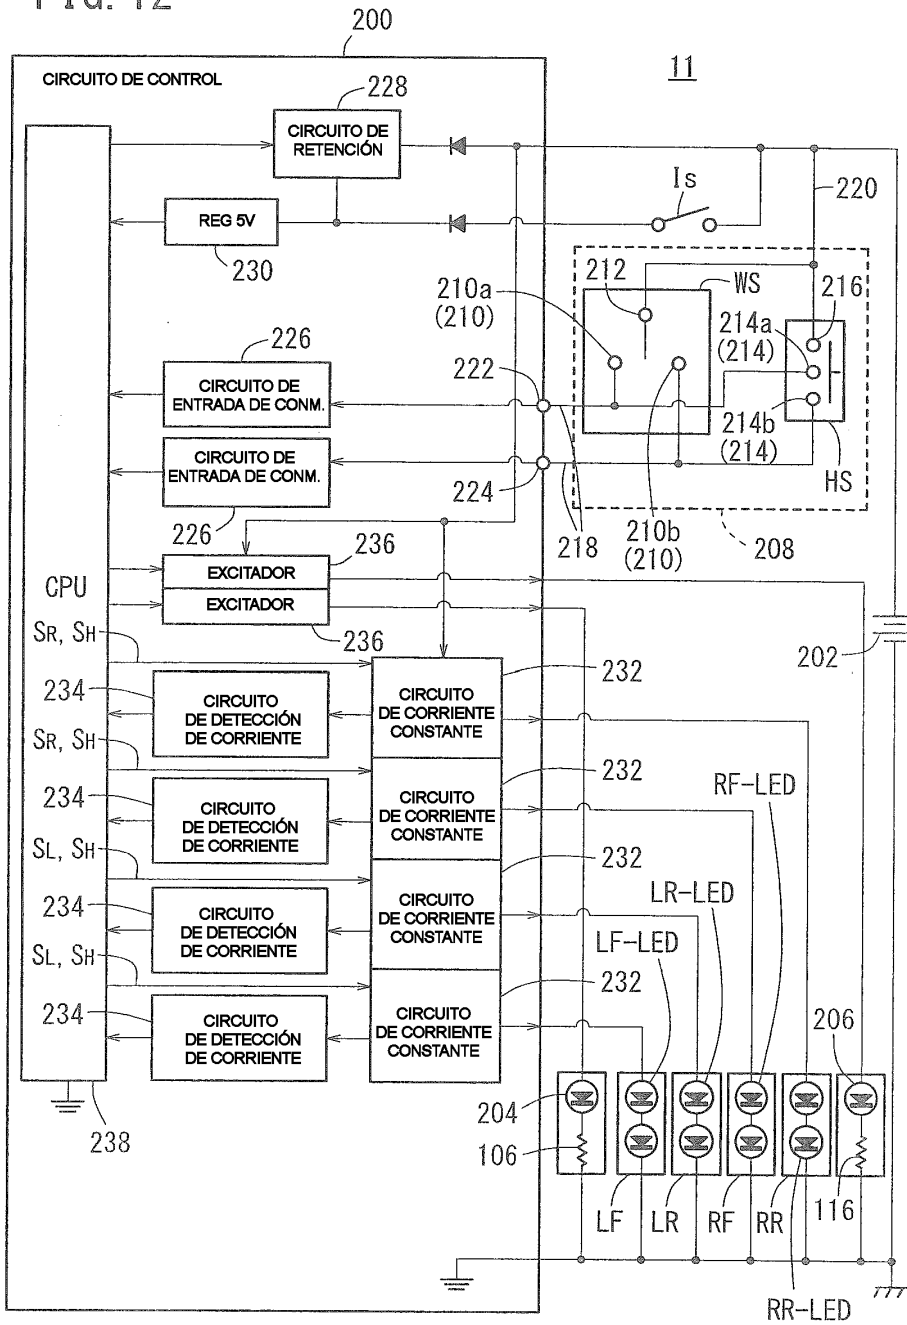 FIG. 12
200
11
CIRCUITO DE CONTROL
228
CIRCUITO DE
RETENCIÓN
Is
220
REG 5V
230
212
WS
216
210a
(210)
214a
(214)
226
222
CIRCUITO DE
ENTRADA DE CONM.
214b
(214)
CIRCUITO DE
ENTRADA DE CONM.
224
HS
226
218
210b
(210)
208
236
EXCITADOR
CPU
EXCITADOR
236
202
SR, SH
234
CIRCUITO
DE DETECCIÓN
DE CORRIENTE
CIRCUITO
DE CORRIENTE
CONSTANTE
232
SR, SH
234
CIRCUITO
DE DETECCIÓN
DE CORRIENTE
CIRCUITO
DE CORRIENTE
CONSTANTE
232
RF-LED
SL, SH
234
CIRCUITO
DE DETECCIÓN
DE CORRIENTE
CIRCUITO
DE CORRIENTE
CONSTANTE
232
LR-LED
LF-LED
SL, SH
234
CIRCUITO
DE DETECCIÓN
DE CORRIENTE
CIRCUITO
DE CORRIENTE
CONSTANTE
232
206
204
238
106
LF
LR
RF
RR
116
RR-LED